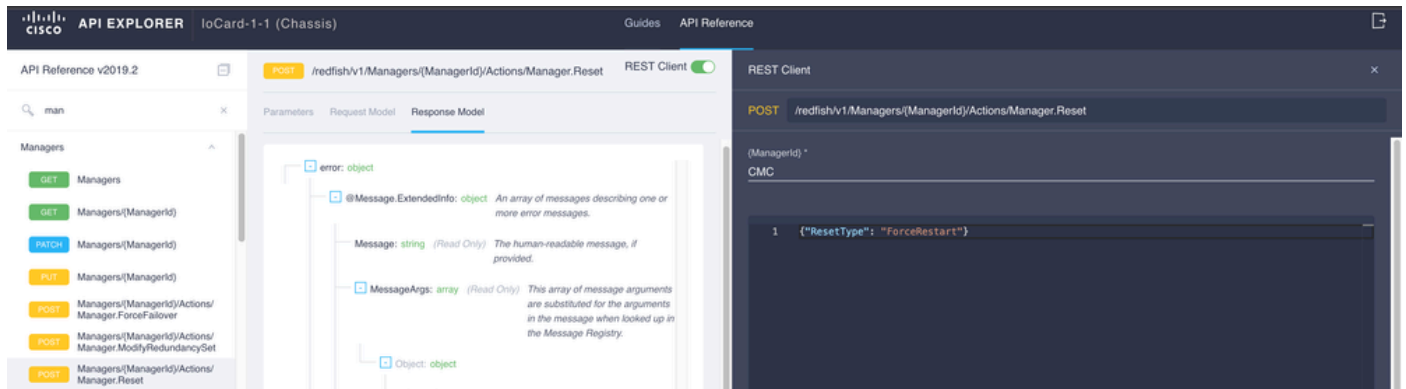 cisco API EXPLORER IoCard-1-1 (Chassis) Guides API Reference
API Reference v2019.2
man
Managers
GET Managers
GET Managers/{ManagerId}
PATCH Managers/{ManagerId}
PUT Managers/{ManagerId}
POST Managers/{ManagerId}/Actions/
Manager.ForceFailover
POST Managers/{ManagerId}/Actions/
Manager.ModifyRedundancySet
POST Managers/{ManagerId}/Actions/
Manager.Reset
POST /redfish/v1/Managers/{ManagerId}/Actions/Manager.Reset REST Client
Parameters Request Model Response Model
error: object
@Message.ExtendedInfo: object An array of messages describing one or
more error messages.
Message: string (Read Only) The human-readable message, if
provided.
MessageArgs: array (Read Only) This array of message arguments
are substituted for the arguments
in the message when looked up in
the Message Registry.
Object: object
REST Client
POST /redfish/v1/Managers/{ManagerId}/Actions/Manager.Reset
{ManagerId} *
CMC
1 {"ResetType": "ForceRestart"}